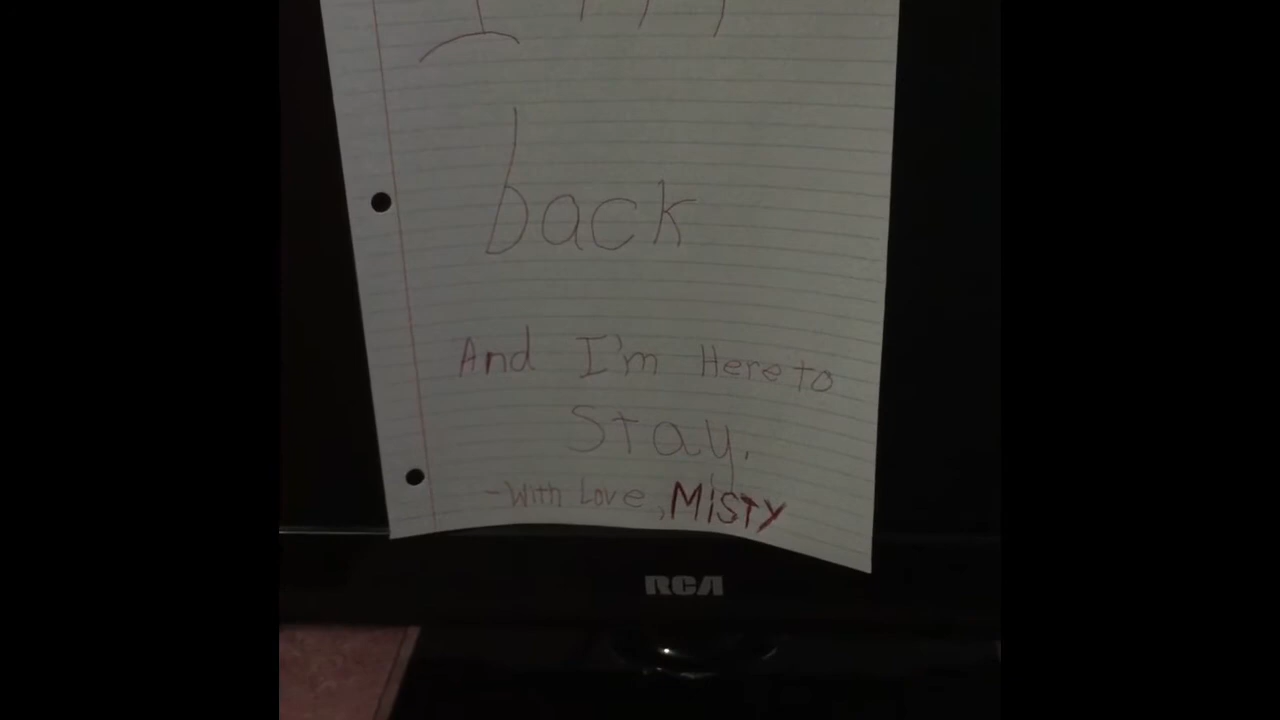 back
And I'm Here to
Stay.
-With Love, MiSTY
RCA